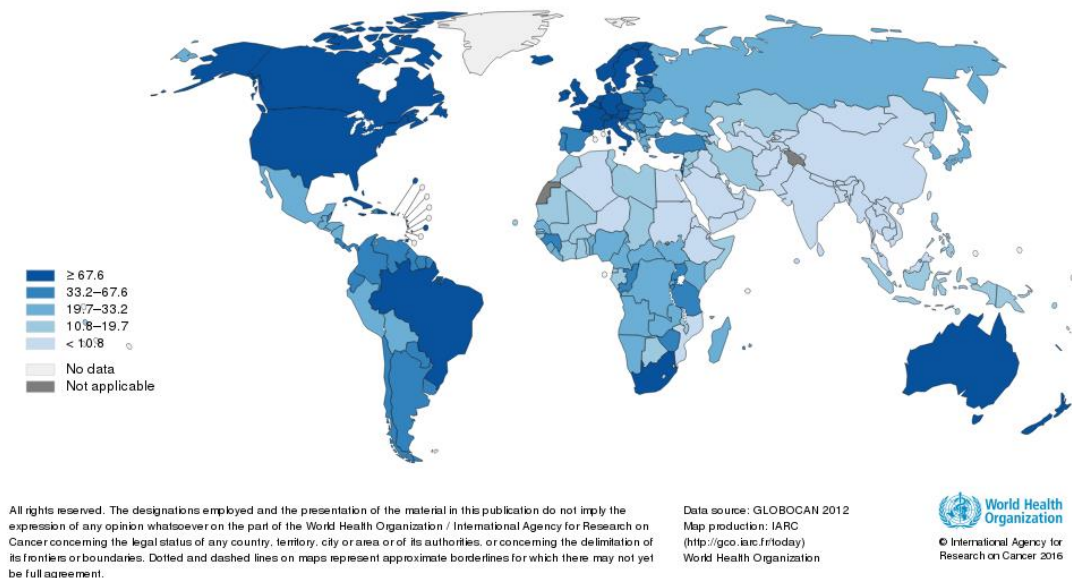 ≥ 67.6
33.2–67.6
19.7–33.2
10.8–19.7
< 10.8
No data
Not applicable
All rights reserved. The designations employed and the presentation of the material in this publication do not imply the
expression of any opinion whatsoever on the part of the World Health Organization / International Agency for Research on
Cancer concerning the legal status of any country, territory, city or area or of its authorities, or concerning the delimitation of
its frontiers or boundaries. Dotted and dashed lines on maps represent approximate borderlines for which there may not yet
be full agreement.
Data source: GLOBOCAN 2012
Map production: IARC
(http://gco.iarc.fr/today)
World Health Organization
World Health
Organization
© International Agency for
Research on Cancer 2016